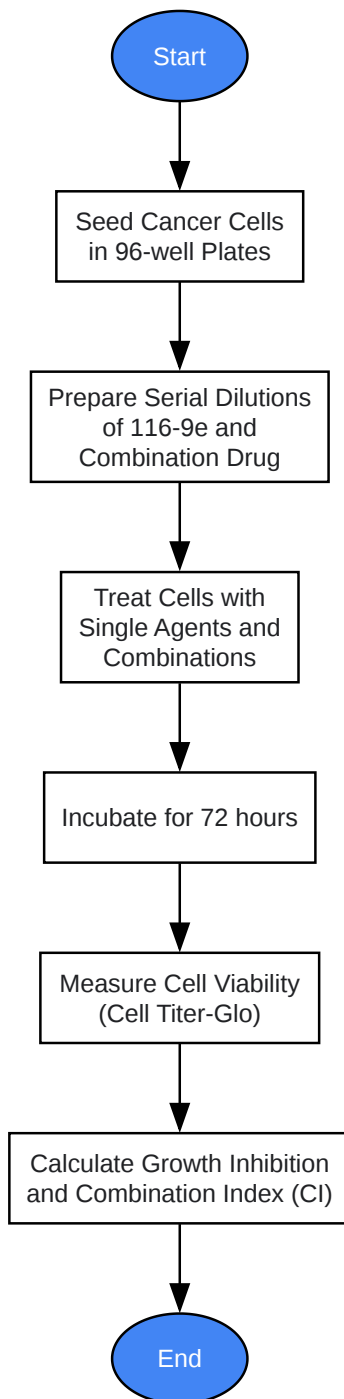 Start
Seed Cancer Cells
in 96-well Plates
Prepare Serial Dilutions
of 116-9e and
Combination Drug
Treat Cells with
Single Agents and
Combinations
Incubate for 72 hours
Measure Cell Viability
(Cell Titer-Glo)
Calculate Growth Inhibition
and Combination Index (CI)
End